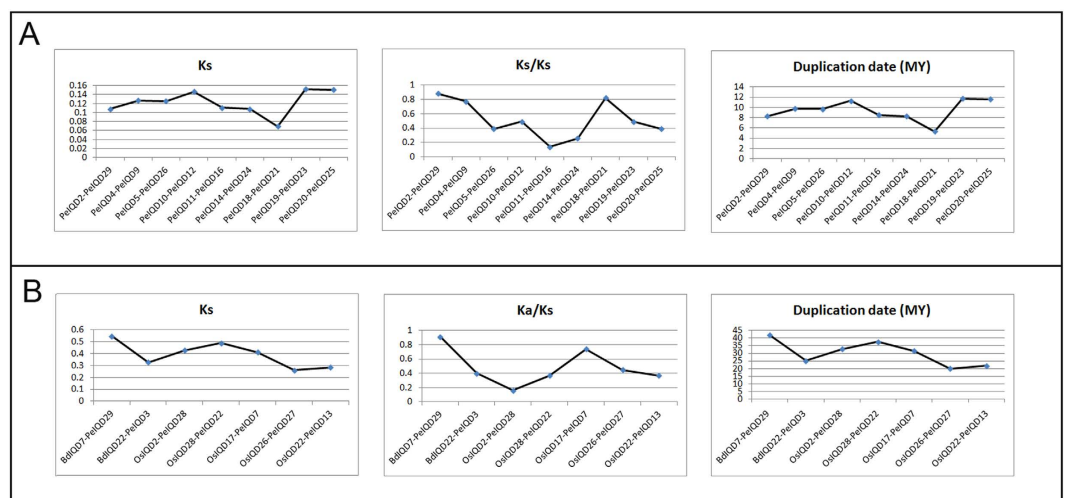 A
Ks
0.16
0.14
0.12
0.1
0.08
0.06
0.04
0.02
0
PeIQD2-PeIQD29
PeIQD4-PeIQD9
PeIQD5-PeIQD26
PeIQD10-PeIQD12
PeIQD11-PeIQD16
PeIQD14-PeIQD24
PeIQD18-PeIQD21
PeIQD19-PeIQD23
PeIQD20-PeIQD25
Ks/Ks
1
0.8
0.6
0.4
0.2
0
PeIQD2-PeIQD29
PeIQD4-PeIQD9
PeIQD5-PeIQD26
PeIQD10-PeIQD12
PeIQD11-PeIQD16
PeIQD14-PeIQD24
PeIQD18-PeIQD21
PeIQD19-PeIQD23
PeIQD20-PeIQD25
Duplication date (MY)
14
12
10
8
6
4
2
0
PeIQD2-PeIQD29
PeIQD4-PeIQD9
PeIQD5-PeIQD26
PeIQD10-PeIQD12
PeIQD11-PeIQD16
PeIQD14-PeIQD24
PeIQD18-PeIQD21
PeIQD19-PeIQD23
PeIQD20-PeIQD25
B
Ks
0.6
0.5
0.4
0.3
0.2
0.1
0
BdIQD7-PeIQD29
BdIQD22-PeIQD3
OsIQD2-PeIQD28
OsIQD28-PeIQD22
OsIQD17-PeIQD7
OsIQD26-PeIQD27
OsIQD22-PeIQD13
Ka/Ks
1
0.8
0.6
0.4
0.2
0
BdIQD7-PeIQD29
BdIQD22-PeIQD3
OsIQD2-PeIQD28
OsIQD28-PeIQD22
OsIQD17-PeIQD7
OsIQD26-PeIQD27
OsIQD22-PeIQD13
Duplication date (MY)
45
40
35
30
25
20
15
10
5
0
BdIQD7-PeIQD29
BdIQD22-PeIQD3
OsIQD2-PeIQD28
OsIQD28-PeIQD22
OsIQD17-PeIQD7
OsIQD26-PeIQD27
OsIQD22-PeIQD13